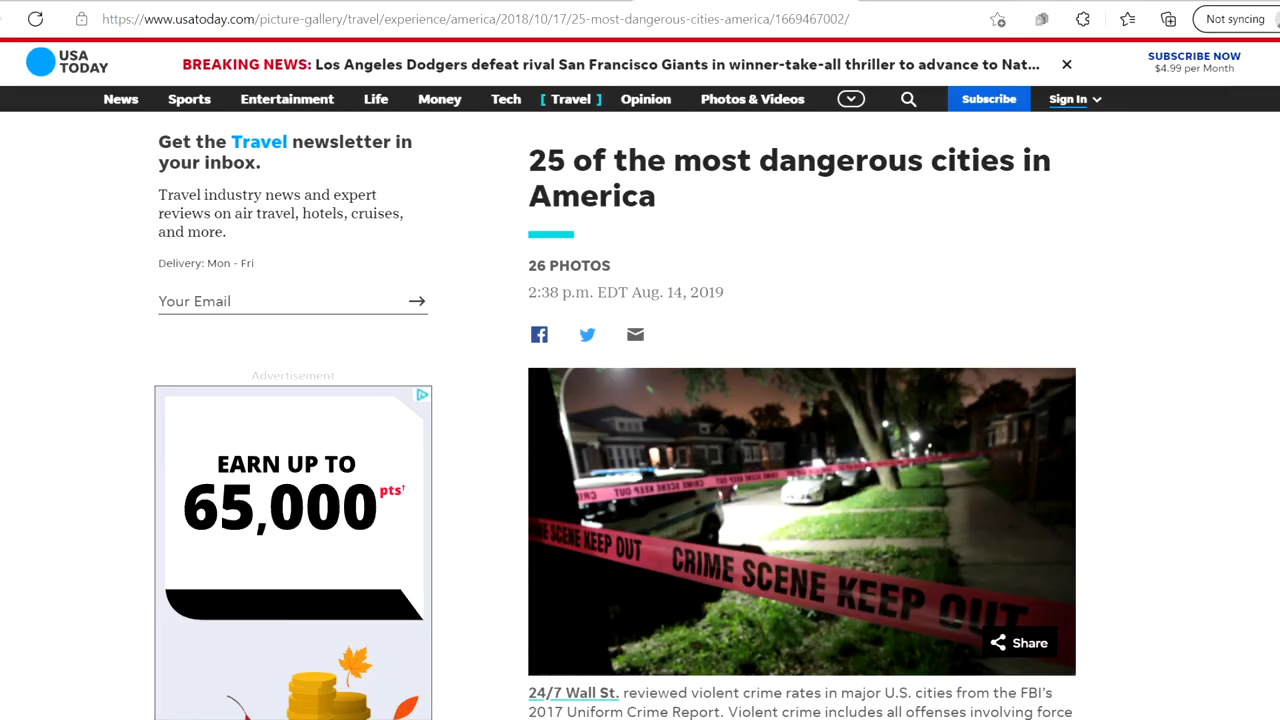 https://www.usatoday.com/picture-gallery/travel/experience/america/2018/10/17/25-most-dangerous-cities-america/1669467002/
Not syncing
USA
TODAY
BREAKING NEWS: Los Angeles Dodgers defeat rival San Francisco Giants in winner-take-all thriller to advance to Nat...
SUBSCRIBE NOW
$4.99 per Month
News Sports Entertainment Life Money Tech [ Travel ] Opinion Photos & Videos Subscribe Sign In
Get the Travel newsletter in
your inbox.
Travel industry news and expert
reviews on air travel, hotels, cruises,
and more.
Delivery: Mon - Fri
Your Email
Advertisement
EARN UP TO
65,000 pts†
25 of the most dangerous cities in
America
26 PHOTOS
2:38 p.m. EDT Aug. 14, 2019
CRIME SCENE KEEP OUT
SCENE KEEP OUT
CRIME SCENE KEEP OUT
Share
24/7 Wall St. reviewed violent crime rates in major U.S. cities from the FBI's
2017 Uniform Crime Report. Violent crime includes all offenses involving force